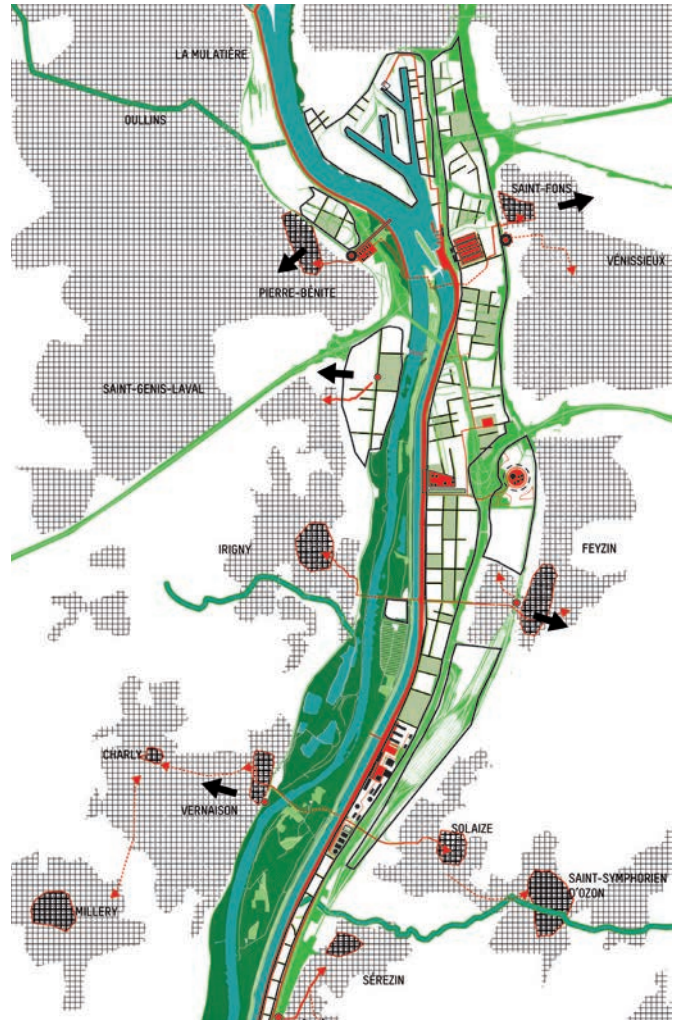 LA MULATIÈRE
OULLINS
SAINT-FONS
VÉNISSIEUX
PIERRE-BÉNITE
SAINT-GENIS-LAVAL
IRIGNY
FEYZIN
CHARLY
VERNAISON
SOLAIZE
SAINT-SYMPHORIEN
D'OZON
MILLERY
SÉREZIN